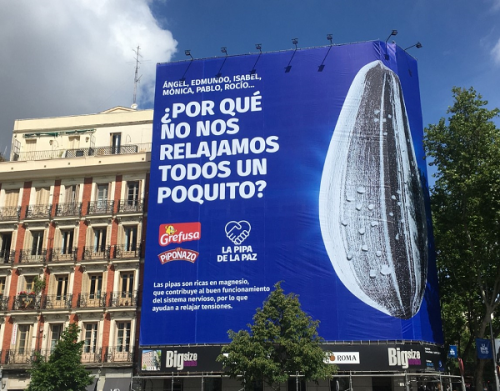 ÁNGEL, EDMUNDO, ISABEL,
MÓNICA, PABLO, ROCÍO...
¿POR QUÉ
NO NOS
RELAJAMOS
TODOS UN
POQUITO?
Grefusa
PIPONAZO
LA PIPA
DE LA PAZ
Las pipas son ricas en magnesio,
que contribuye al buen funcionamiento
del sistema nervioso, por lo que
ayudan a relajar tensiones.
Bigsize
ROMA
Bigsize